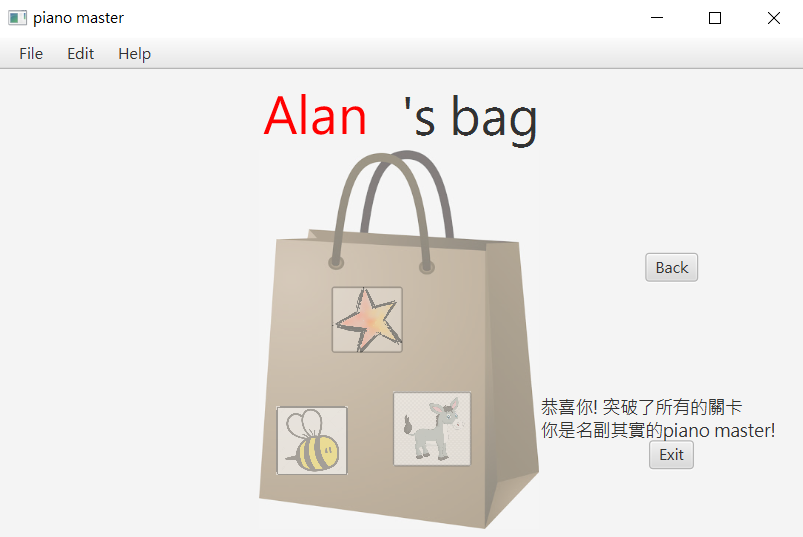 piano master
File Edit Help
Alan 's bag
Back
恭喜你! 突破了所有的關卡
你是名副其實的piano master!
Exit